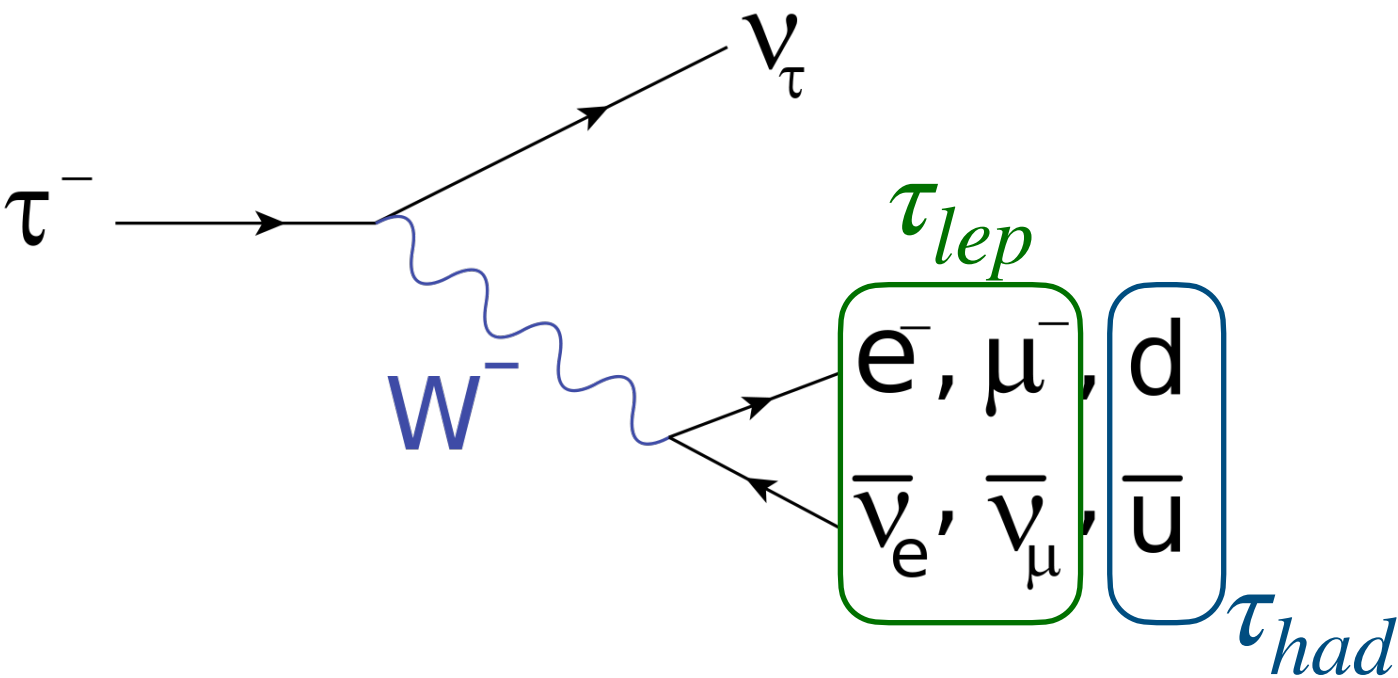 ν_τ
τ⁻
τ_lep
W⁻
e⁻, μ⁻, d
ν̅_e, ν̅_μ, u̅
τ_had